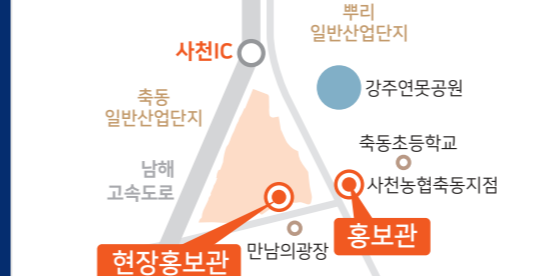 뿌리
일반산업단지
사천IC
강주연못공원
축동
일반산업단지
축동초등학교
남해
고속도로
사천농협축동지점
홍보관
만남의광장
현장홍보관